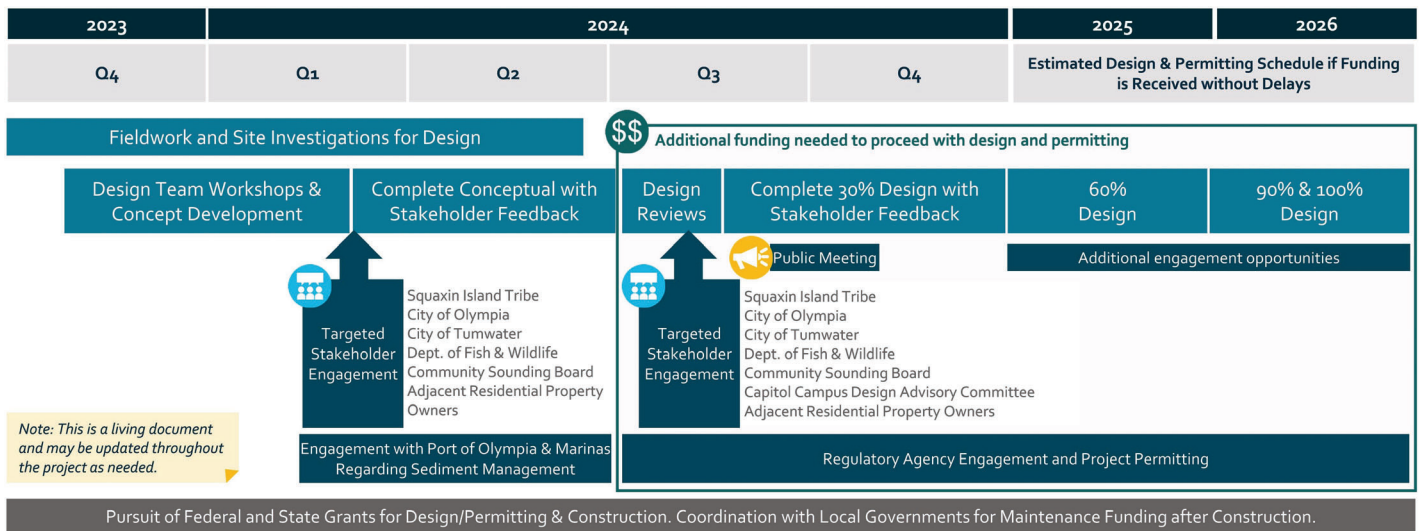 2023
2024
2025
2026
Q4
Q1
Q2
Q3
Q4
Estimated Design & Permitting Schedule if Funding
is Received without Delays
Fieldwork and Site Investigations for Design
$$
Additional funding needed to proceed with design and permitting
Design Team Workshops &
Concept Development
Complete Conceptual with
Stakeholder Feedback
Design
Reviews
Complete 30% Design with
Stakeholder Feedback
60%
Design
90% & 100%
Design
Public Meeting
Additional engagement opportunities
Targeted
Stakeholder
Engagement
Squaxin Island Tribe
City of Olympia
City of Tumwater
Dept. of Fish & Wildlife
Community Sounding Board
Adjacent Residential Property
Owners
Targeted
Stakeholder
Engagement
Squaxin Island Tribe
City of Olympia
City of Tumwater
Dept. of Fish & Wildlife
Community Sounding Board
Capitol Campus Design Advisory Committee
Adjacent Residential Property Owners
Note: This is a living document
and may be updated throughout
the project as needed.
Engagement with Port of Olympia & Marinas
Regarding Sediment Management
Regulatory Agency Engagement and Project Permitting
Pursuit of Federal and State Grants for Design/Permitting & Construction. Coordination with Local Governments for Maintenance Funding after Construction.